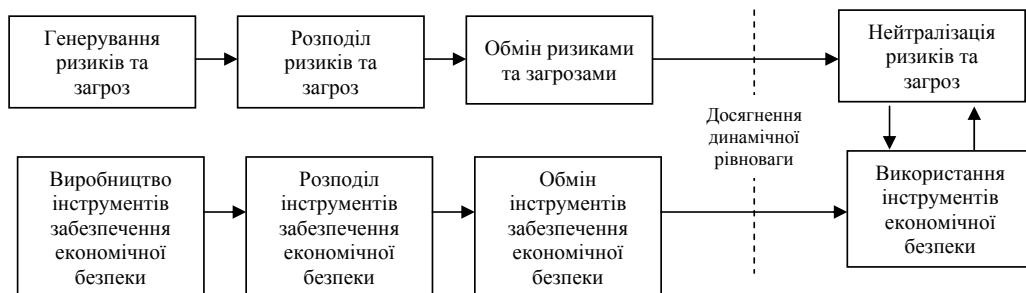 Генерування
ризиків та
загроз
Розподіл
ризиків та
загроз
Обмін ризиками
та загрозами
Нейтралізація
ризиків та
загроз
Досягнення
динамічної
рівноваги
Виробництво
інструментів
забезпечення
економічної
безпеки
Розподіл
інструментів
забезпечення
економічної
безпеки
Обмін
інструментів
забезпечення
економічної
безпеки
Використання
інструментів
економічної
безпеки